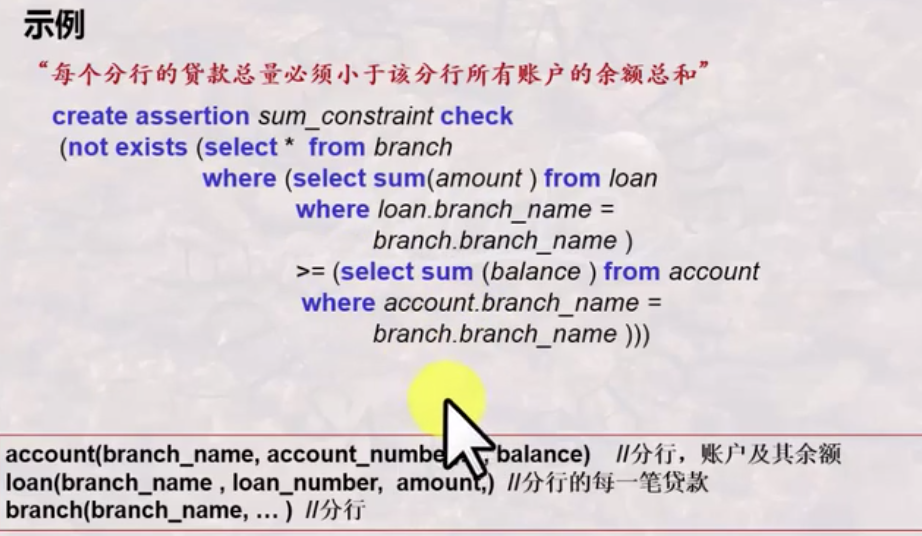 示例
“每个分行的贷款总量必须小于该分行所有账户的余额总和”
create assertion sum_constraint check
(not exists (select * from branch
where (select sum(amount ) from loan
where loan.branch_name =
branch.branch_name )
>= (select sum (balance ) from account
where account.branch_name =
branch.branch_name )))
account(branch_name, account_numbe balance) //分行，账户及其余额
loan(branch_name , loan_number, amount,) //分行的每一笔贷款
branch(branch_name, … ) //分行